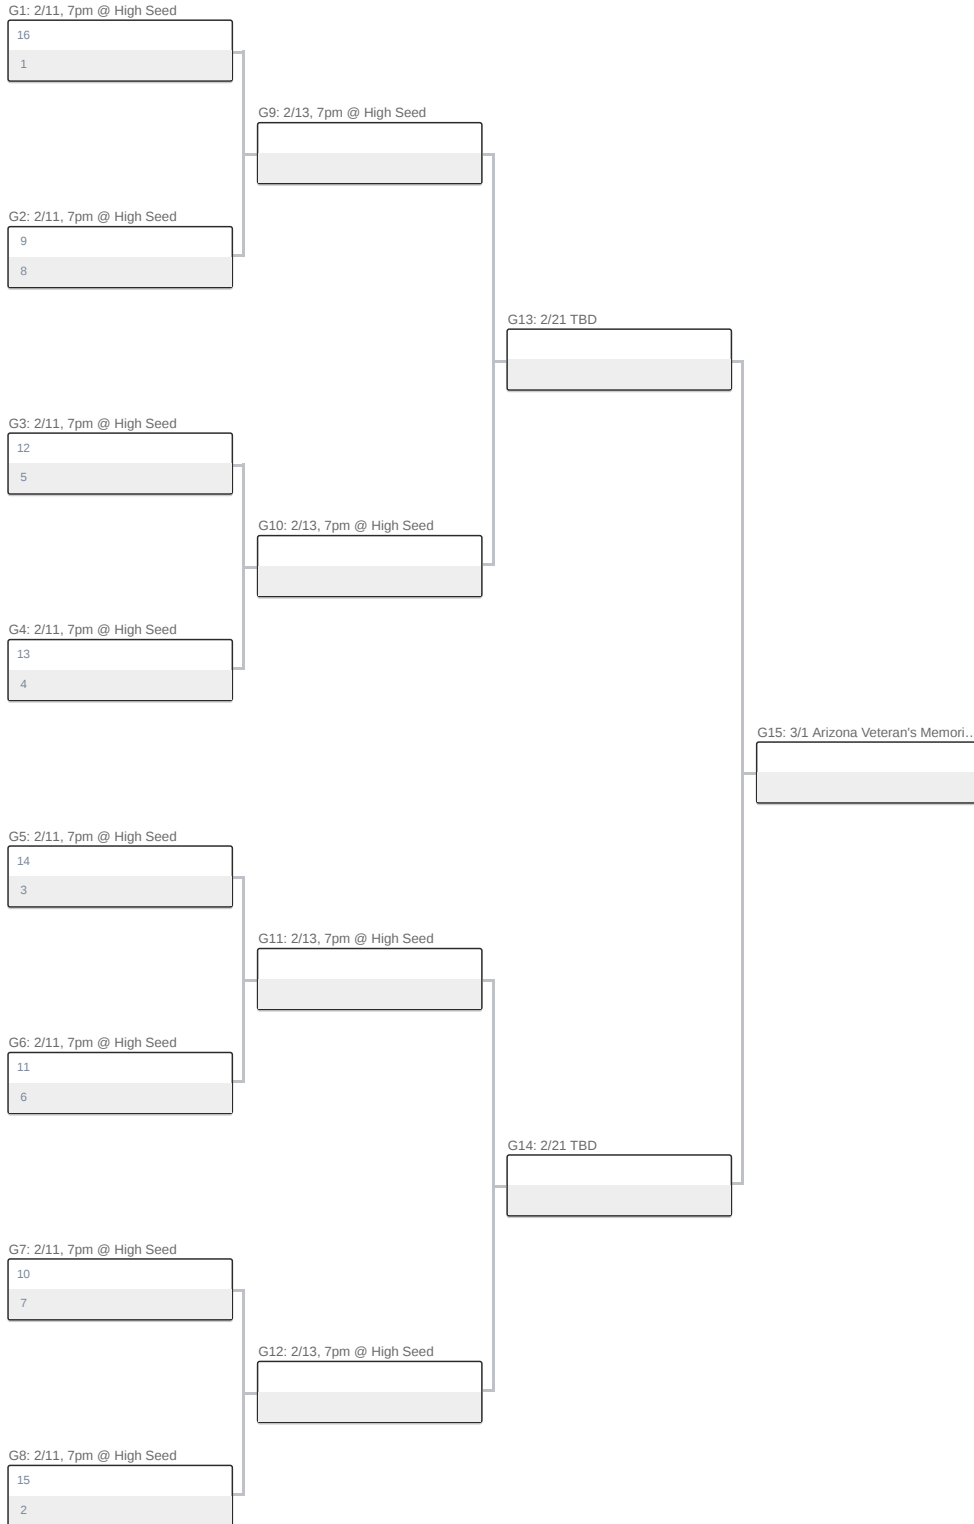 G1: 2/11, 7pm @ High Seed
16
1
G9: 2/13, 7pm @ High Seed
G2: 2/11, 7pm @ High Seed
9
8
G13: 2/21 TBD
G3: 2/11, 7pm @ High Seed
12
5
G10: 2/13, 7pm @ High Seed
G4: 2/11, 7pm @ High Seed
13
4
G15: 3/1 Arizona Veteran's Memori...
G5: 2/11, 7pm @ High Seed
14
3
G11: 2/13, 7pm @ High Seed
G6: 2/11, 7pm @ High Seed
11
6
G14: 2/21 TBD
G7: 2/11, 7pm @ High Seed
10
7
G12: 2/13, 7pm @ High Seed
G8: 2/11, 7pm @ High Seed
15
2